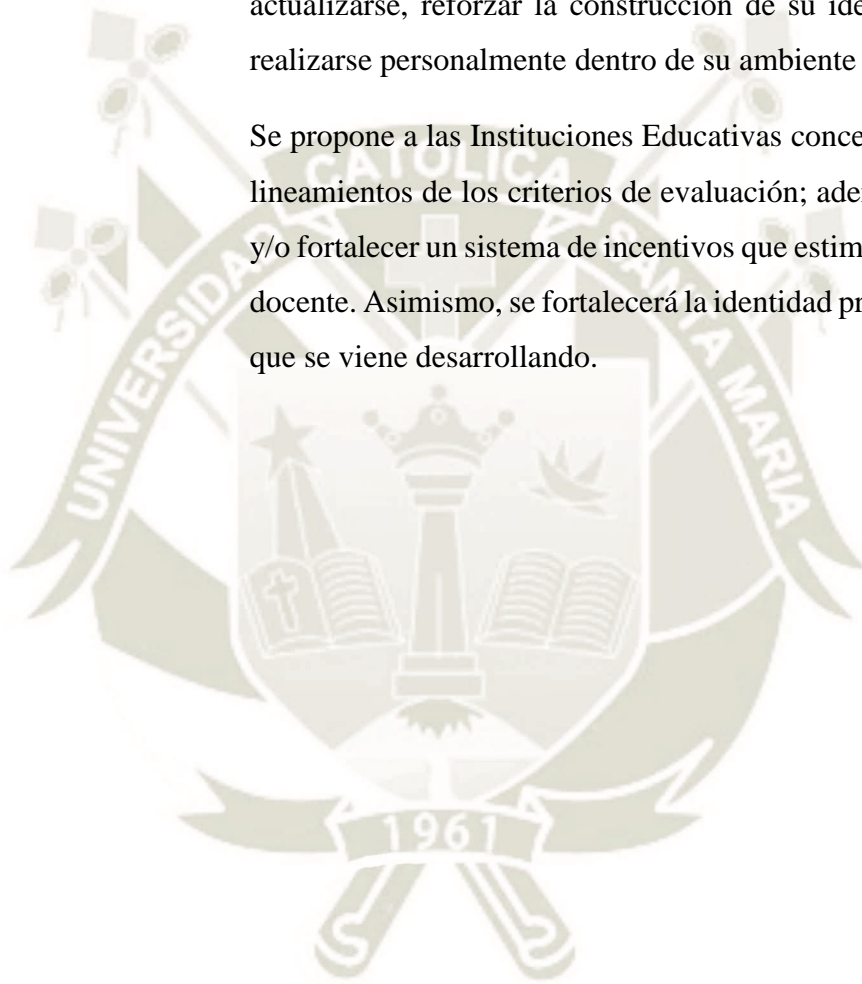 actualizarse, reforzar la construcción de su ide
realizarse personalmente dentro de su ambiente
Se propone a las Instituciones Educativas conce
lineamientos de los criterios de evaluación; ade
y/o fortalecer un sistema de incentivos que estim
docente. Asimismo, se fortalecerá la identidad pr
que se viene desarrollando.
UNIVERSIDAD CATOLICA SANTA MARIA
1961